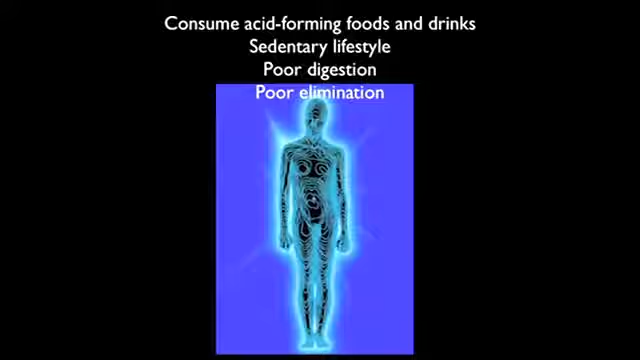 Consume acid-forming foods and drinks
Sedentary lifestyle
Poor digestion
Poor elimination